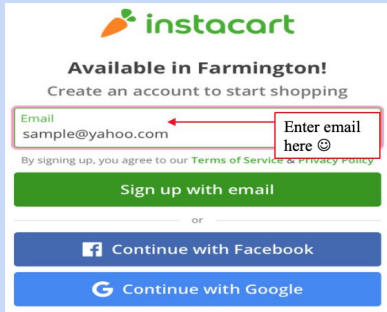 instacart
Available in Farmington!
Create an account to start shopping
Email
sample@yahoo.com
Enter email
here ☺
By signing up, you agree to our Terms of Service & Privacy Policy
Sign up with email
or
Continue with Facebook
Continue with Google